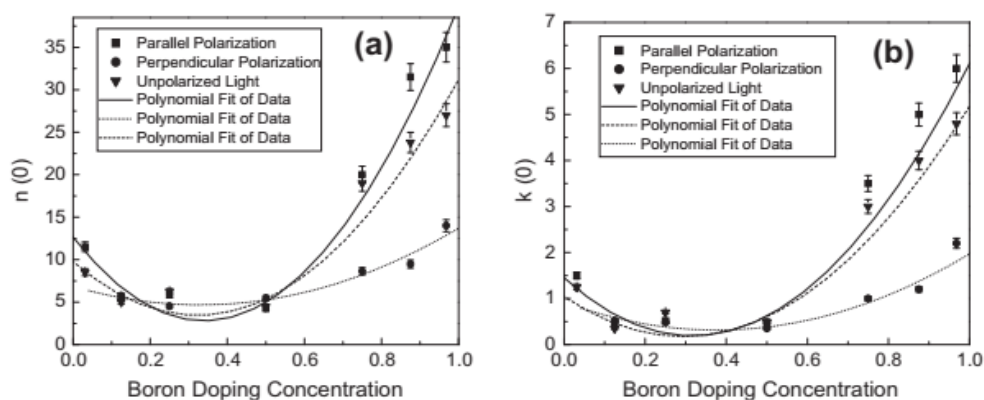 (a)
Parallel Polarization
Perpendicular Polarization
Unpolarized Light
Polynomial Fit of Data
Polynomial Fit of Data
Polynomial Fit of Data
35
30
25
20
15
10
5
0
n (0)
0.0 0.2 0.4 0.6 0.8 1.0
Boron Doping Concentration
(b)
Parallel Polarization
Perpendicular Polarization
Unpolarized Light
Polynomial Fit of Data
Polynomial Fit of Data
Polynomial Fit of Data
7
6
5
4
3
2
1
0
k (0)
0.0 0.2 0.4 0.6 0.8 1.0
Boron Doping Concentration